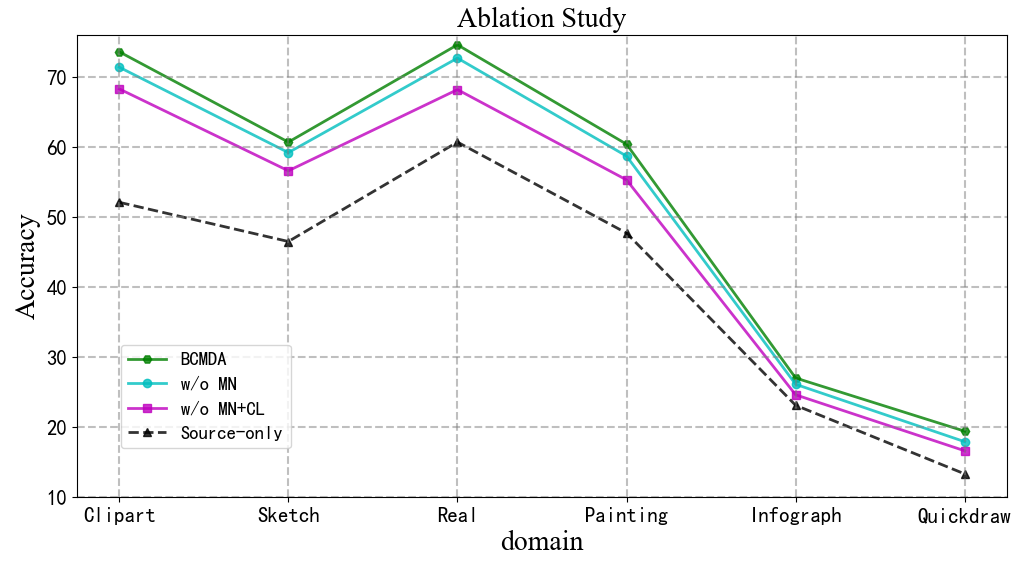 Ablation Study
Accuracy
70
60
50
40
30
20
10
BCMDA
w/o MN
w/o MN+CL
Source-only
Clipart Sketch Real Painting Infograph Quickdraw
domain